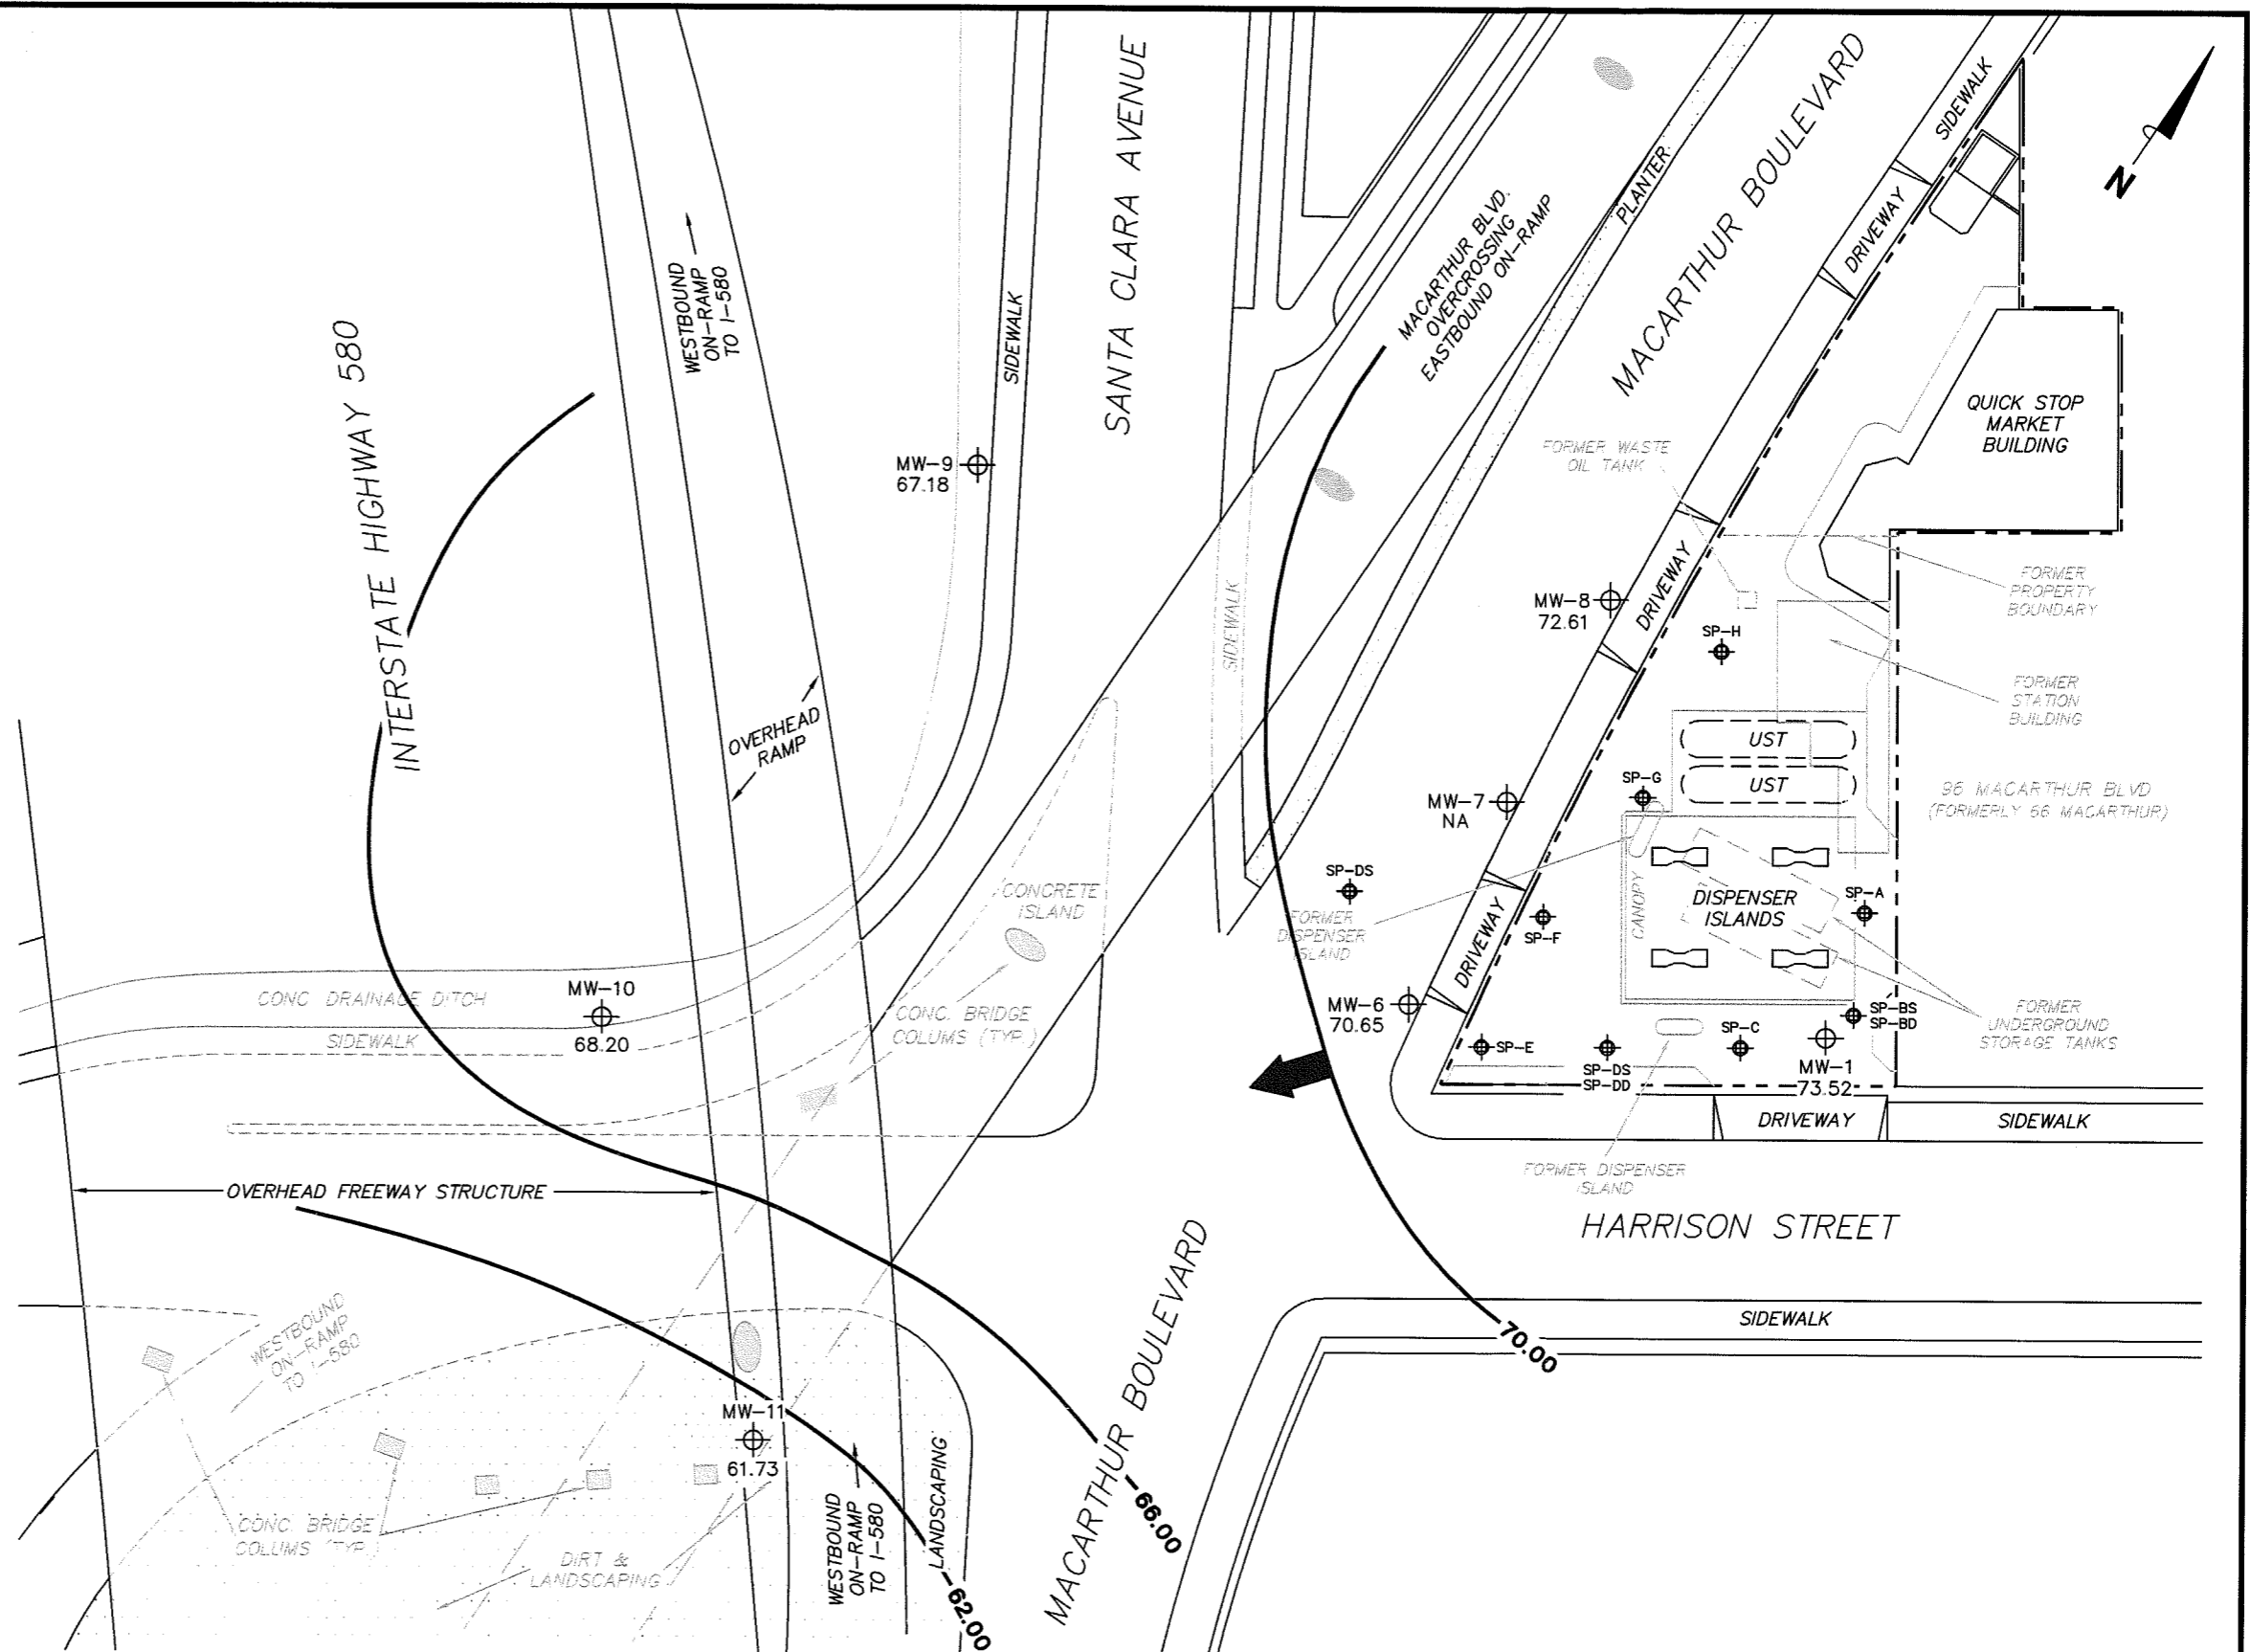 INTERSTATE HIGHWAY 580
WESTBOUND
ON-RAMP
TO I-580
SIDEWALK
SANTA CLARA AVENUE
MACARTHUR BLVD.
OVERCROSSING
EASTBOUND ON-RAMP
PLANTER
MACARTHUR BOULEVARD
SIDEWALK
DRIVEWAY
N
QUICK STOP
MARKET
BUILDING
MW-9
67.18
FORMER WASTE
OIL TANK
SIDEWALK
MW-8
72.61
DRIVEWAY
SP-H
FORMER
PROPERTY
BOUNDARY
FORMER
STATION
BUILDING
OVERHEAD
RAMP
UST
UST
SP-G
MW-7
NA
96 MACARTHUR BLVD
(FORMERLY 66 MACARTHUR)
SP-DS
FORMER
DISPENSER
ISLAND
SP-F
CANOPY
DISPENSER
ISLANDS
SP-A
CONCRETE
ISLAND
DRIVEWAY
CONC DRAINAGE DITCH
SIDEWALK
MW-10
68.20
CONC. BRIDGE
COLUMS (TYP.)
MW-6
70.65
SP-E
SP-DS
SP-DD
SP-C
SP-BS
SP-BD
MW-1
73.52
FORMER
UNDERGROUND
STORAGE TANKS
DRIVEWAY
SIDEWALK
FORMER DISPENSER
ISLAND
OVERHEAD FREEWAY STRUCTURE
HARRISON STREET
SIDEWALK
70.00
WESTBOUND
ON-RAMP
TO I-580
MW-11
61.73
CONC. BRIDGE
COLUMS (TYP.)
DIRT &
LANDSCAPING
WESTBOUND
ON-RAMP
TO I-580
LANDSCAPING
62.00
MACARTHUR BOULEVARD
66.00